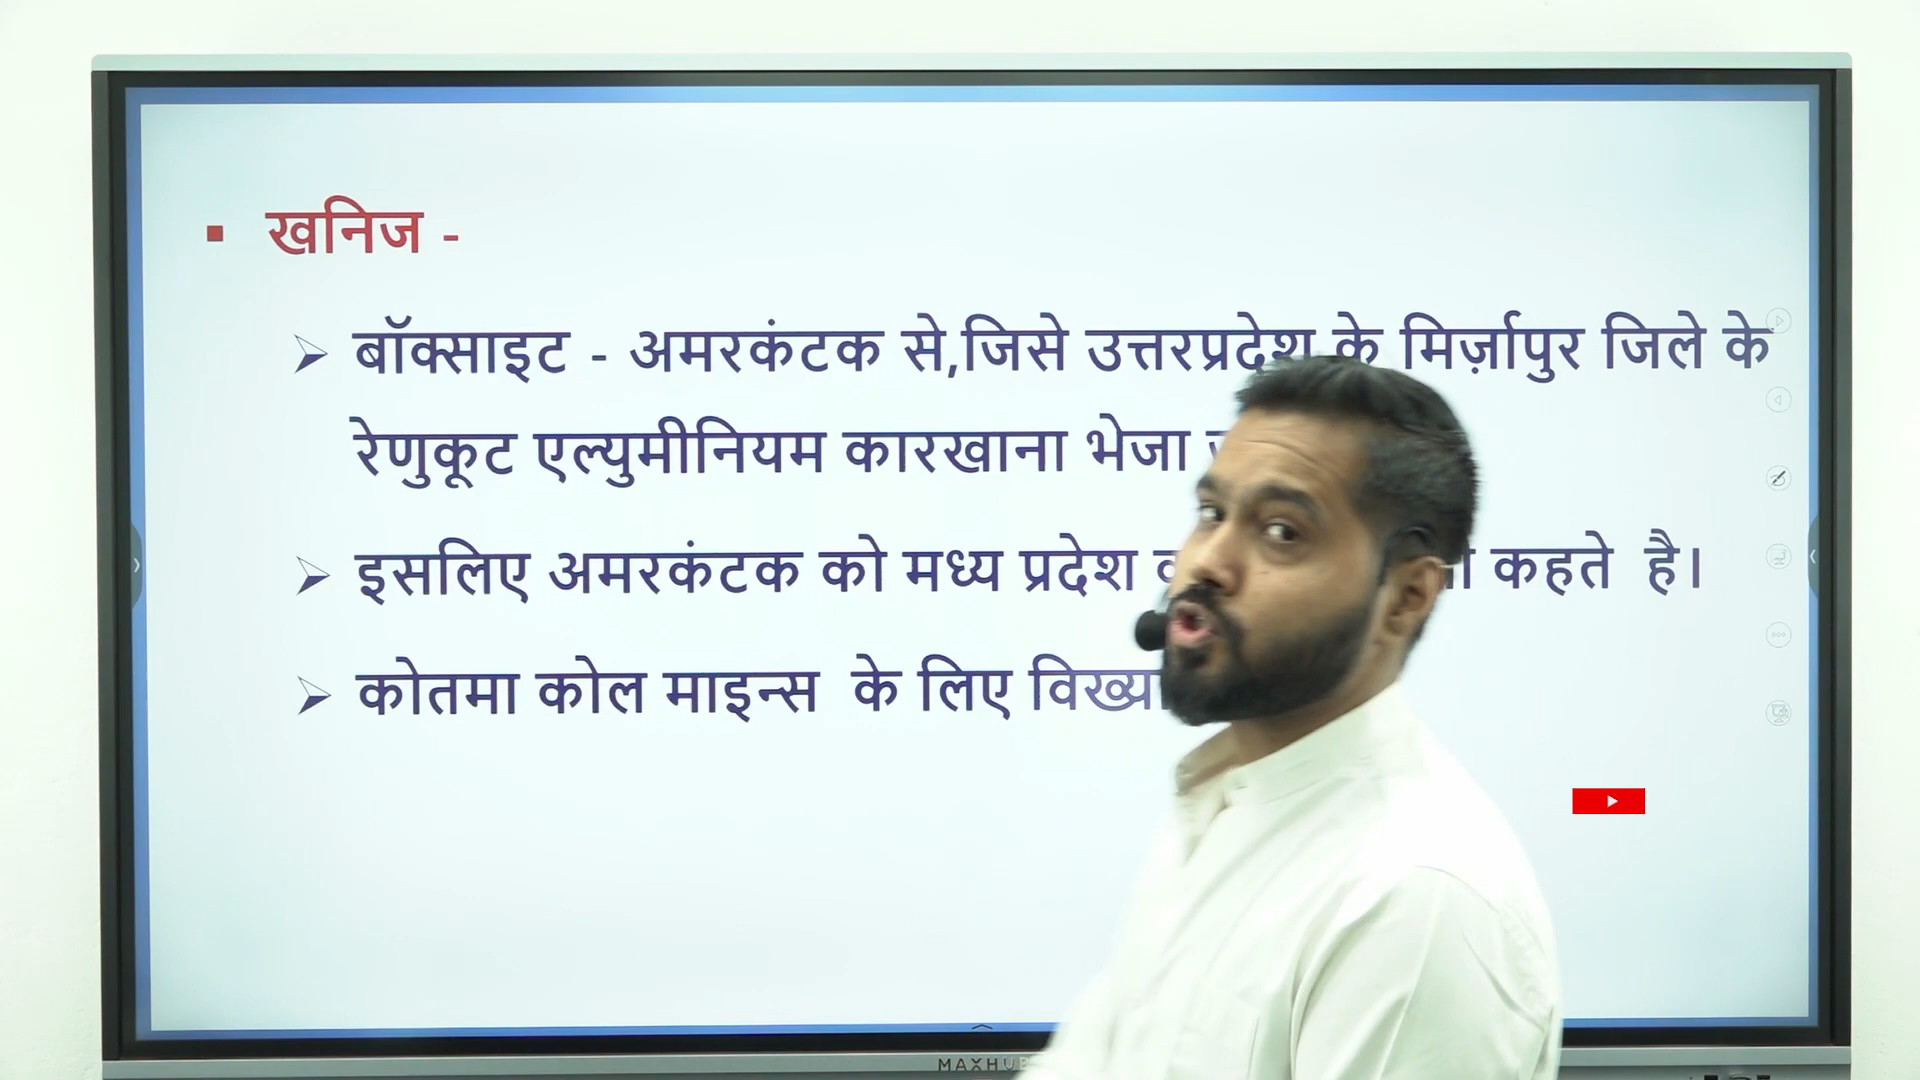 खनिज -
बॉक्साइट - अमरकंटक से,जिसे उत्तरप्रदेश के मिर्ज़ापुर जिले के
रेणुकूट एल्युमीनियम कारखाना भेजा
इसलिए अमरकंटक को मध्य प्रदेश कहते है।
कोतमा कोल माइन्स के लिए
MAXHUB